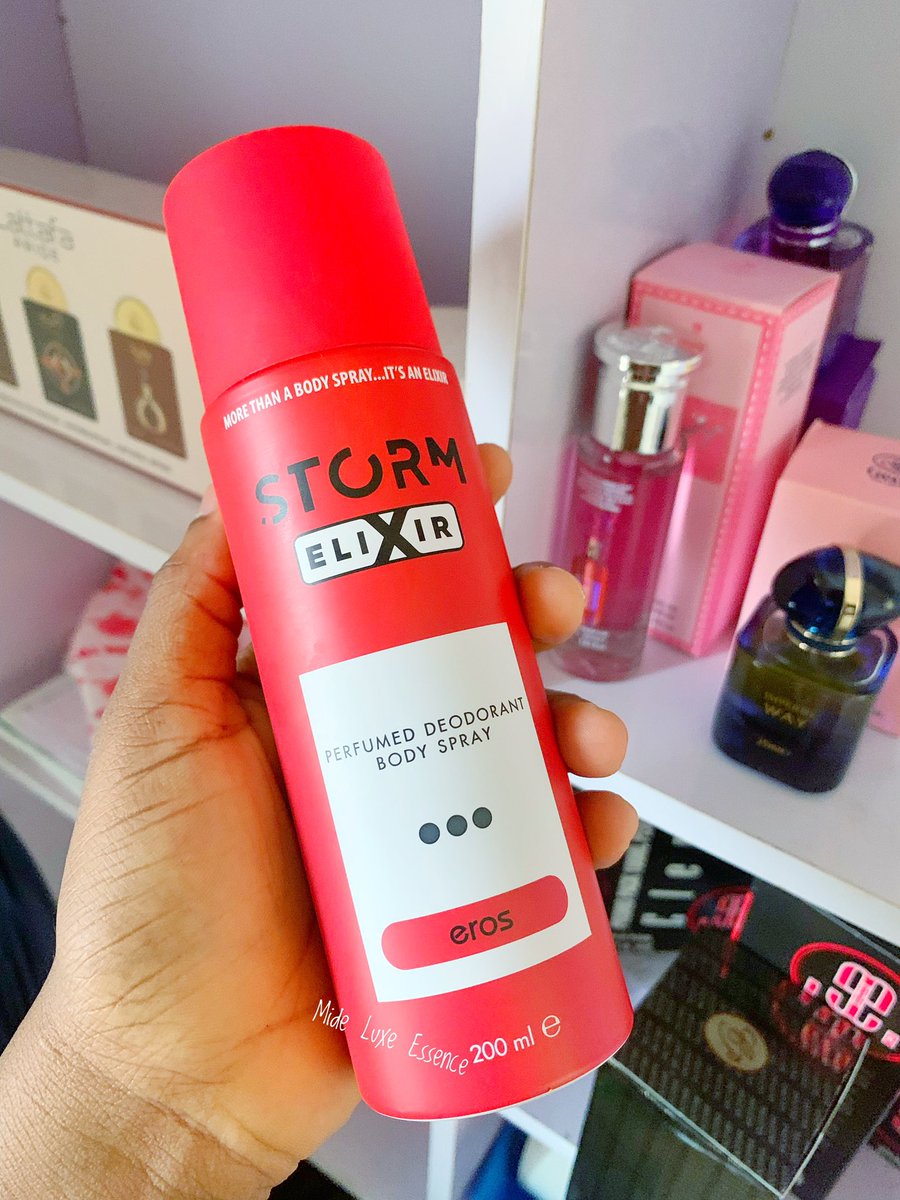 MORE THAN A BODY SPRAY...IT'S AN ELIXIR
STORM
ELIXIR
PERFUMED DEODORANT
BODY SPRAY
eros
Mide Luxe Essence
200 ml e
WAY